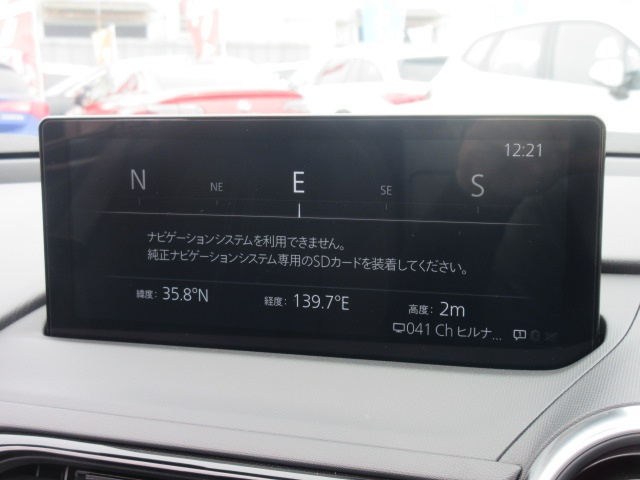 12:21
N NE E SE S
ナビゲーションシステムを利用できません。
純正ナビゲーションシステム専用のSDカードを装着してください。
緯度: 35.8°N 経度: 139.7°E 高度: 2m
041 Ch ヒルナ...